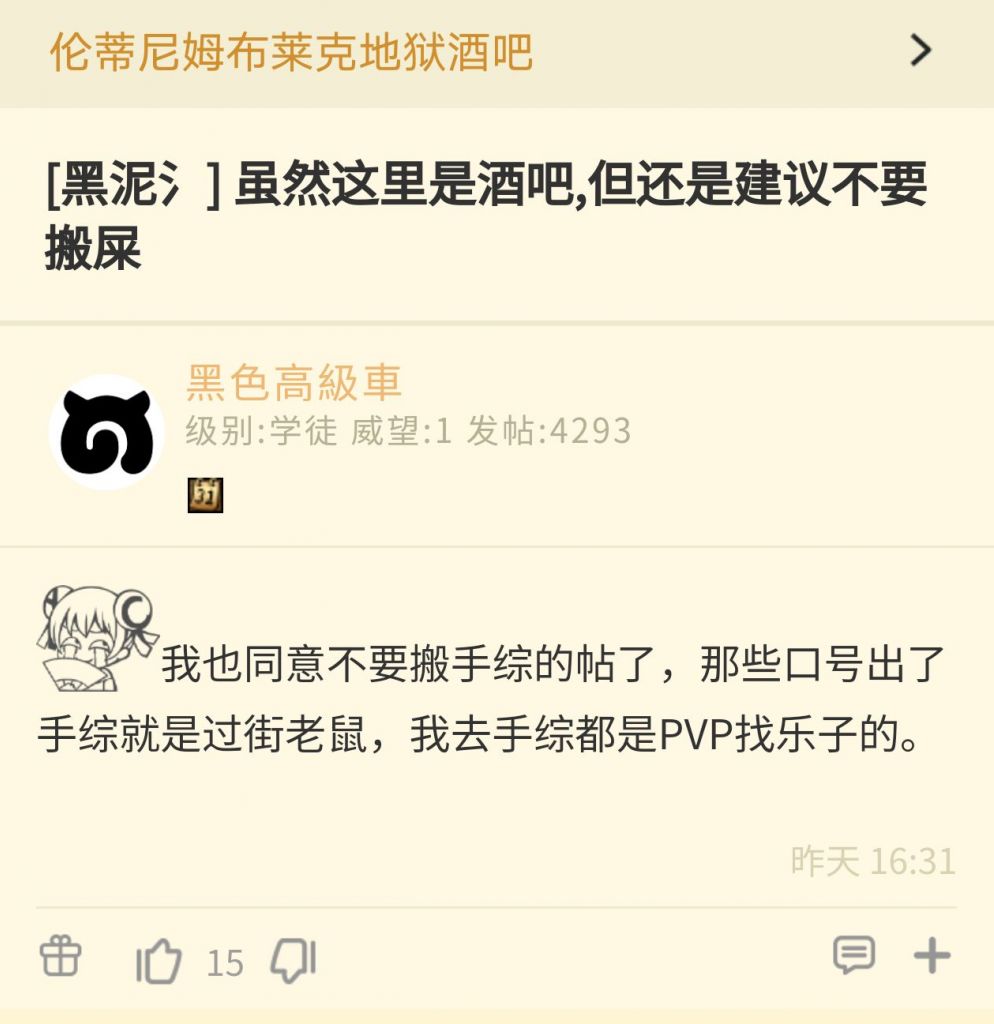 伦蒂尼姆布莱克地狱酒吧
[黑泥氵] 虽然这里是酒吧,但还是建议不要
搬屎
黑色高級車
级别:学徒 威望:1 发帖:4293
31
我也同意不要搬手综的帖了，那些口号出了
手综就是过街老鼠，我去手综都是PVP找乐子的。
昨天 16:31
15